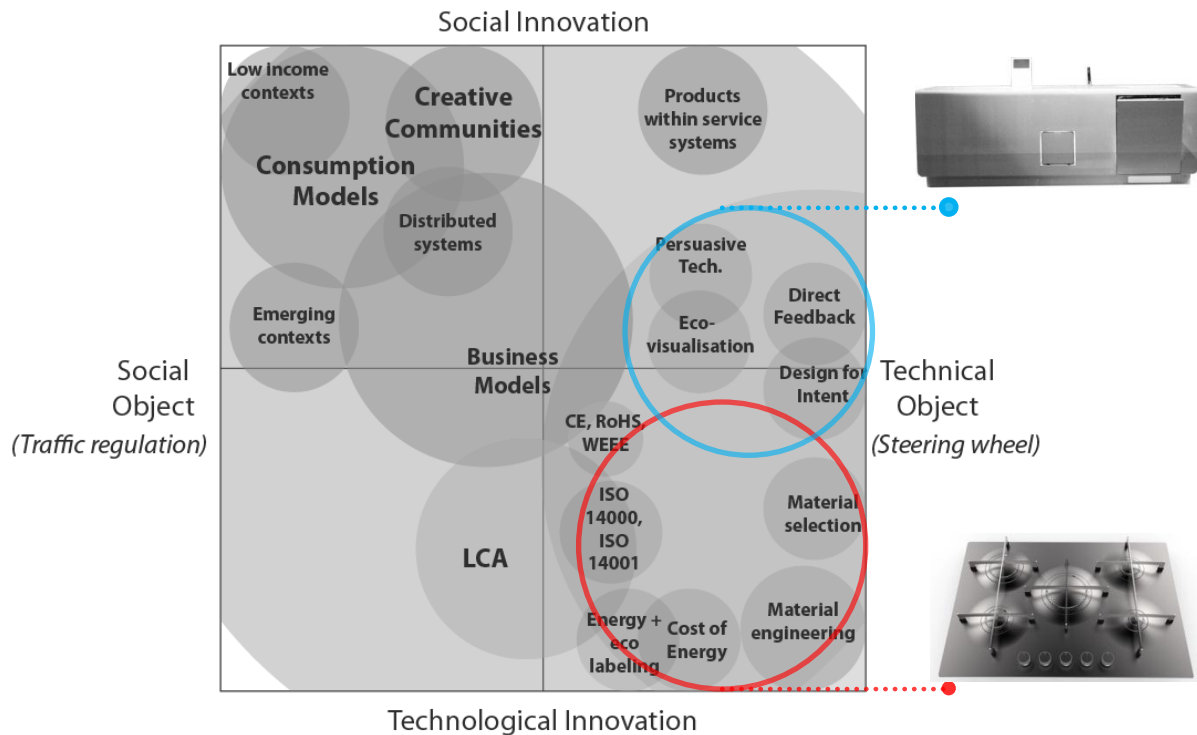 Social Innovation
Low income
contexts
Creative
Communities
Products
within service
systems
Consumption
Models
Distributed
systems
Persuasive
Tech.
Direct
Feedback
Emerging
contexts
Eco-
visualisation
Business
Models
Design for
Intent
Social
Object
(Traffic regulation)
Technical
Object
(Steering wheel)
CE, RoHS,
WEEE
ISO
14000,
ISO
14001
Material
selection
LCA
Energy +
eco
labeling
Cost of
Energy
Material
engineering
Technological Innovation